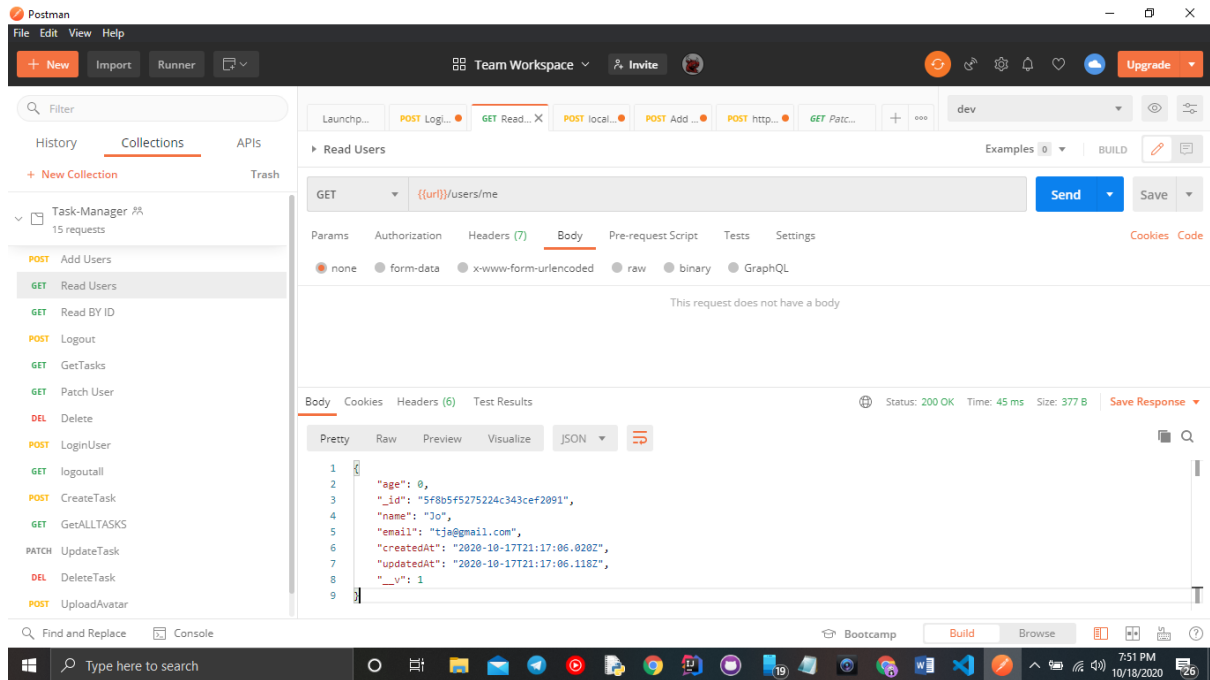 Postman
File Edit View Help
+ New Import Runner Team Workspace Invite Upgrade
Filter
History Collections APIs
+ New Collection Trash
Task-Manager
15 requests
POST Add Users
GET Read Users
GET Read BY ID
POST Logout
GET GetTasks
GET Patch User
DEL Delete
POST LoginUser
GET logoutall
POST CreateTask
GET GetALLTASKS
PATCH UpdateTask
DEL DeleteTask
POST UploadAvatar
Launchp... POST Logi... GET Read... X POST local... POST Add ... POST http... GET Patc... + ooo dev
Read Users Examples 0 BUILD
GET {{url}}/users/me Send Save
Params Authorization Headers (7) Body Pre-request Script Tests Settings Cookies Code
none form-data x-www-form-urlencoded raw binary GraphQL
This request does not have a body
Body Cookies Headers (6) Test Results Status: 200 OK Time: 45 ms Size: 377 B Save Response
Pretty Raw Preview Visualize JSON
1 {
2 "age": 0,
3 "_id": "5f8b5f5275224c343cef2091",
4 "name": "Jo",
5 "email": "tja@gmail.com",
6 "createdAt": "2020-10-17T21:17:06.020Z",
7 "updatedAt": "2020-10-17T21:17:06.118Z",
8 "__v": 1
9 }
Find and Replace Console Bootcamp Build Browse
Type here to search 19 7:51 PM
10/18/2020 26